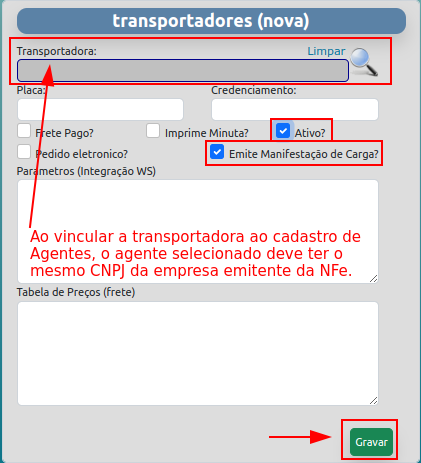 transportadores (nova)
Transportadora: Limpar
Placa: Credenciamento:
Frete Pago? Imprime Minuta? Ativo?
Pedido eletronico? Emite Manifestação de Carga?
Parametros (Integração WS)
Ao vincular a transportadora ao cadastro de
Agentes, o agente selecionado deve ter o
mesmo CNPJ da empresa emitente da NFe.
Tabela de Preços (frete)
Gravar